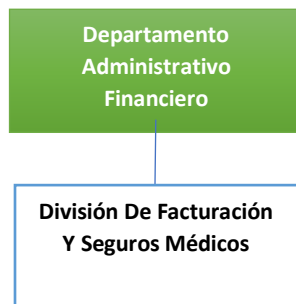 Departamento
Administrativo
Financiero
División De Facturación
Y Seguros Médicos